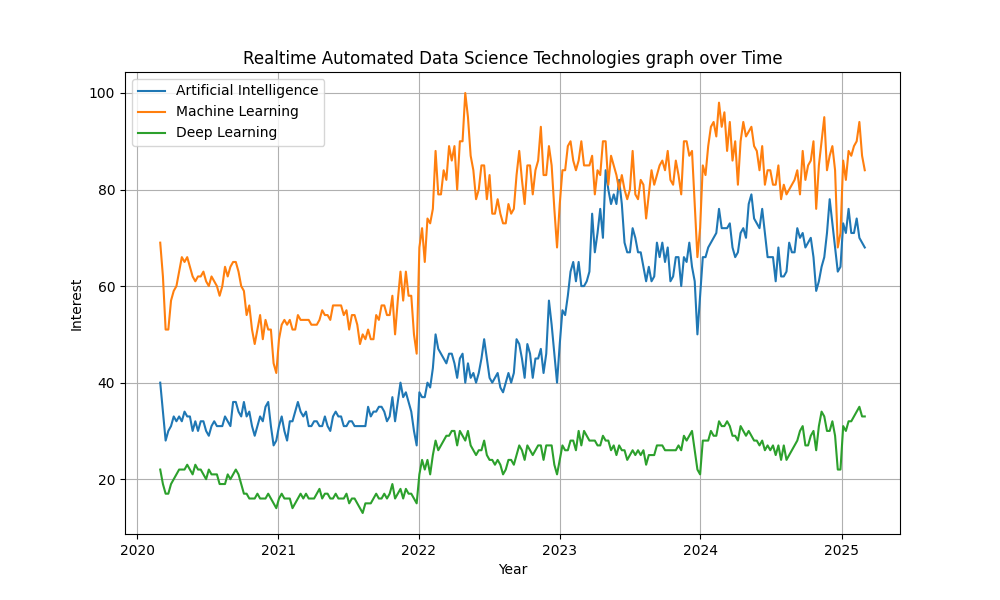 Realtime Automated Data Science Technologies graph over Time
Artificial Intelligence
Machine Learning
Deep Learning
100
80
60
40
20
Interest
2020 2021 2022 2023 2024 2025
Year